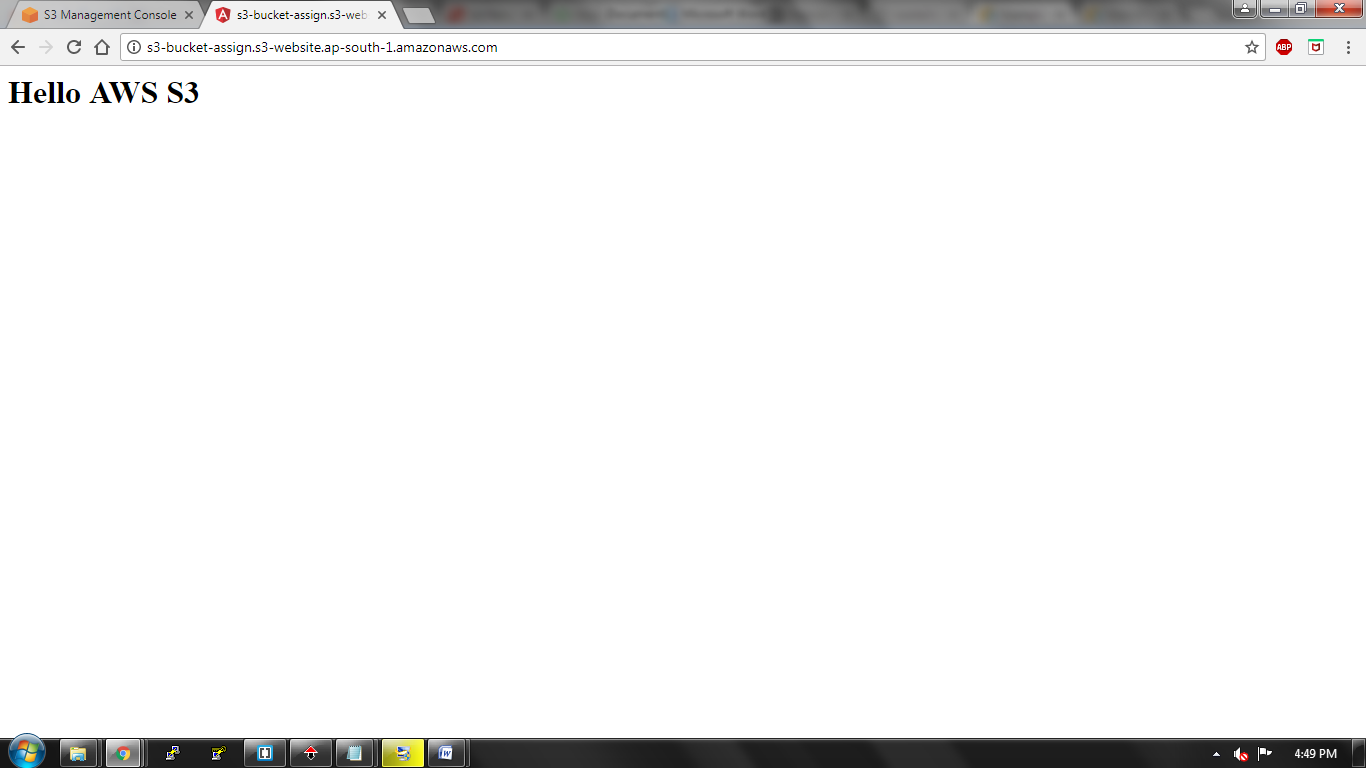 S3 Management Console
s3-bucket-assign.s3-web
s3-bucket-assign.s3-website.ap-south-1.amazonaws.com
ABP
Hello AWS S3
4:49 PM